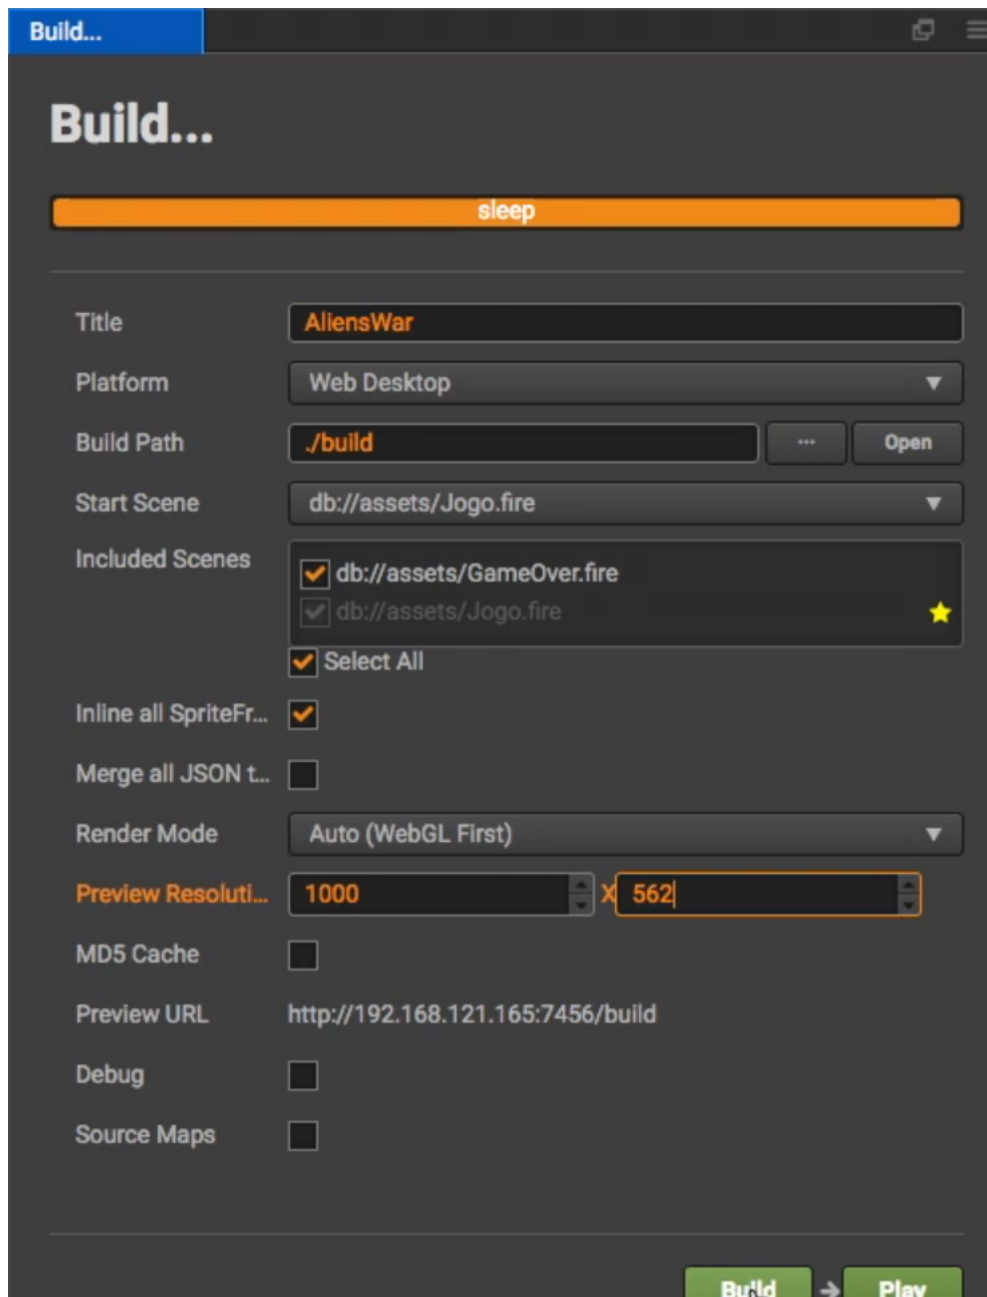 Build...
Build...
sleep
Title AliensWar
Platform Web Desktop
Build Path ./build ... Open
Start Scene db://assets/Jogo.fire
Included Scenes db://assets/GameOver.fire
db://assets/Jogo.fire
Select All
Inline all SpriteFr...
Merge all JSON t...
Render Mode Auto (WebGL First)
Preview Resoluti... 1000 X 562
MD5 Cache
Preview URL http://192.168.121.165:7456/build
Debug
Source Maps
Build Play